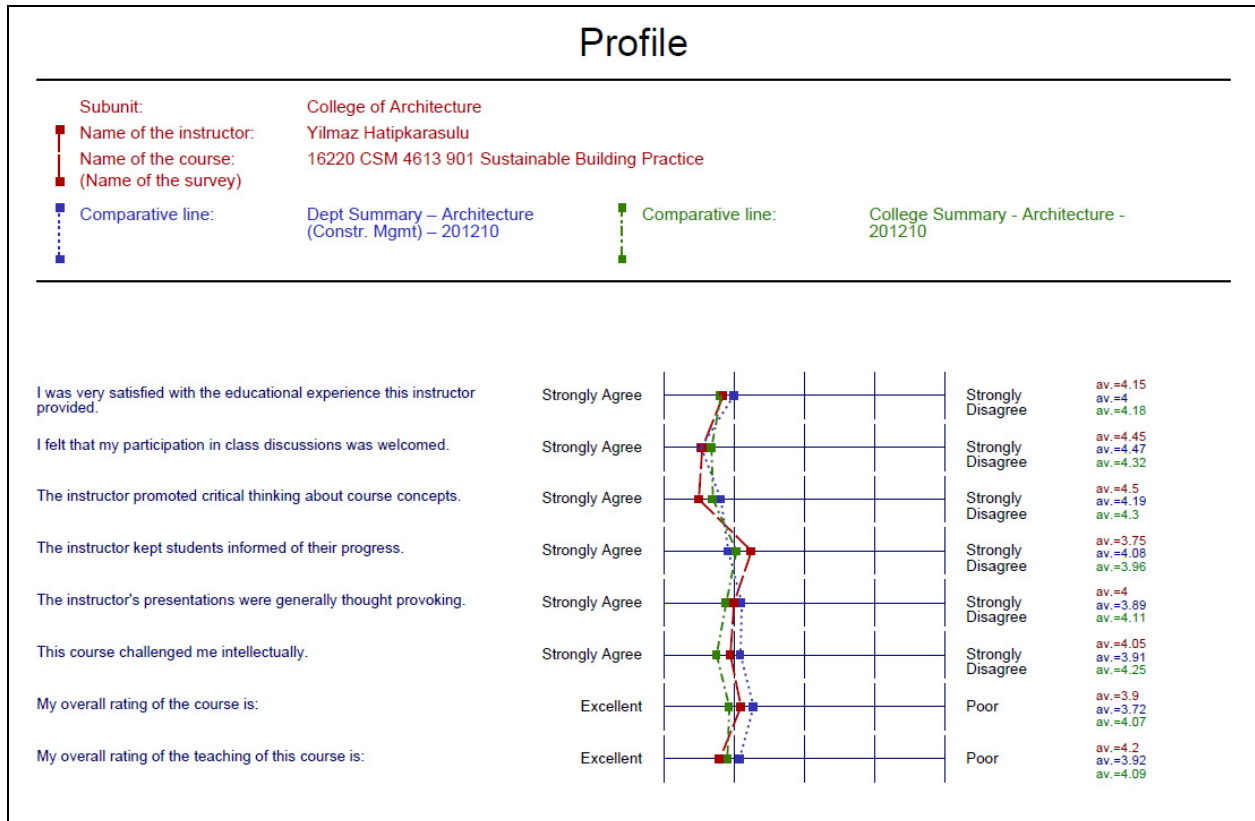 Profile
Subunit: College of Architecture
Name of the instructor: Yilmaz Hatipkarasulu
Name of the course: 16220 CSM 4613 901 Sustainable Building Practice
(Name of the survey)
Comparative line: Dept Summary – Architecture Comparative line: College Summary - Architecture -
(Constr. Mgmt) – 201210 201210
I was very satisfied with the educational experience this instructor
provided.
Strongly Agree
Strongly
Disagree
av.=4.15
av.=4
av.=4.18
I felt that my participation in class discussions was welcomed.
Strongly Agree
Strongly
Disagree
av.=4.45
av.=4.47
av.=4.32
The instructor promoted critical thinking about course concepts.
Strongly Agree
Strongly
Disagree
av.=4.5
av.=4.19
av.=4.3
The instructor kept students informed of their progress.
Strongly Agree
Strongly
Disagree
av.=3.75
av.=4.08
av.=3.96
The instructor's presentations were generally thought provoking.
Strongly Agree
Strongly
Disagree
av.=4
av.=3.89
av.=4.11
This course challenged me intellectually.
Strongly Agree
Strongly
Disagree
av.=4.05
av.=3.91
av.=4.25
My overall rating of the course is:
Excellent
Poor
av.=3.9
av.=3.72
av.=4.07
My overall rating of the teaching of this course is:
Excellent
Poor
av.=4.2
av.=3.92
av.=4.09